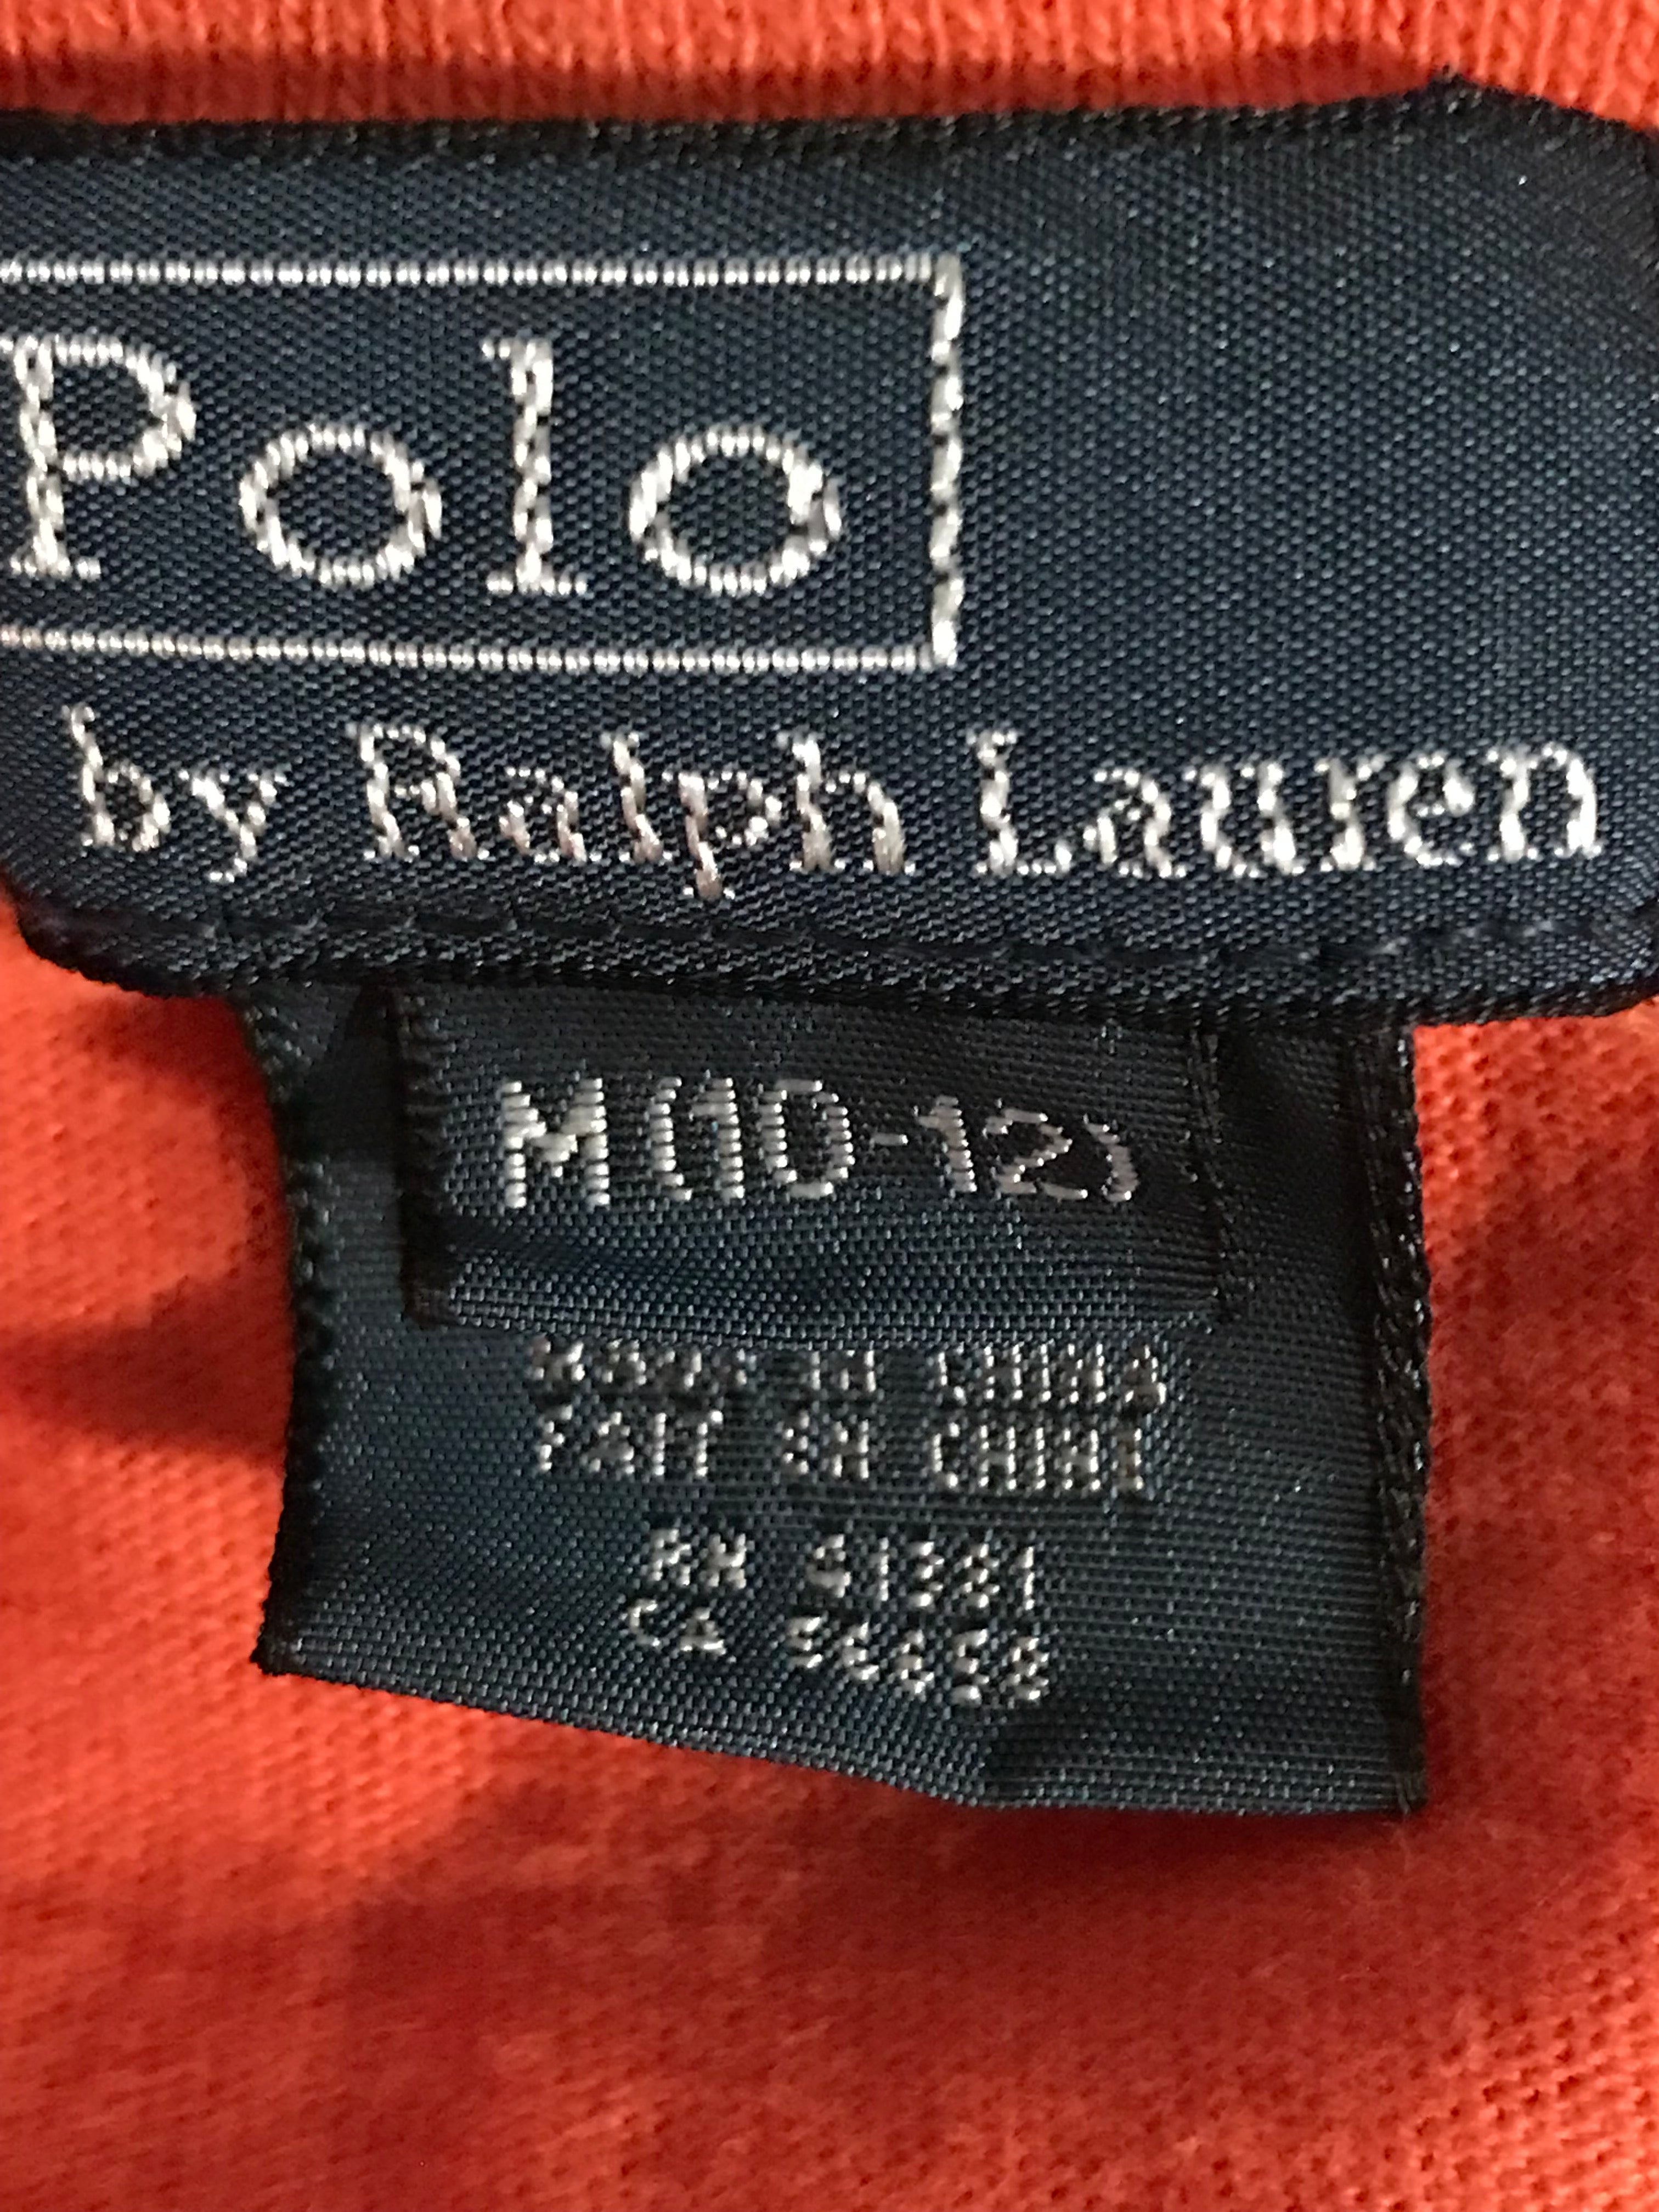 Polo
by Ralph Lauren
M(10-12)
MADE IN CHINA
FAIT EN CHINE
RN 41381
CA 56658